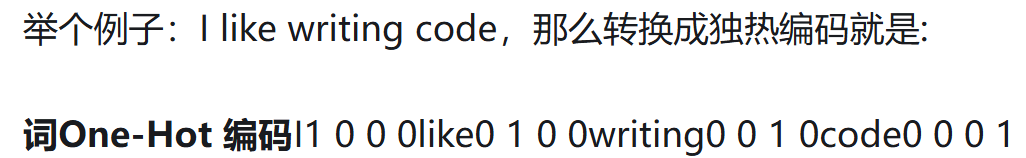 举个例子：I like writing code，那么转换成独热编码就是:
词One-Hot 编码I1 0 0 0like0 1 0 0writing0 0 1 0code0 0 0 1